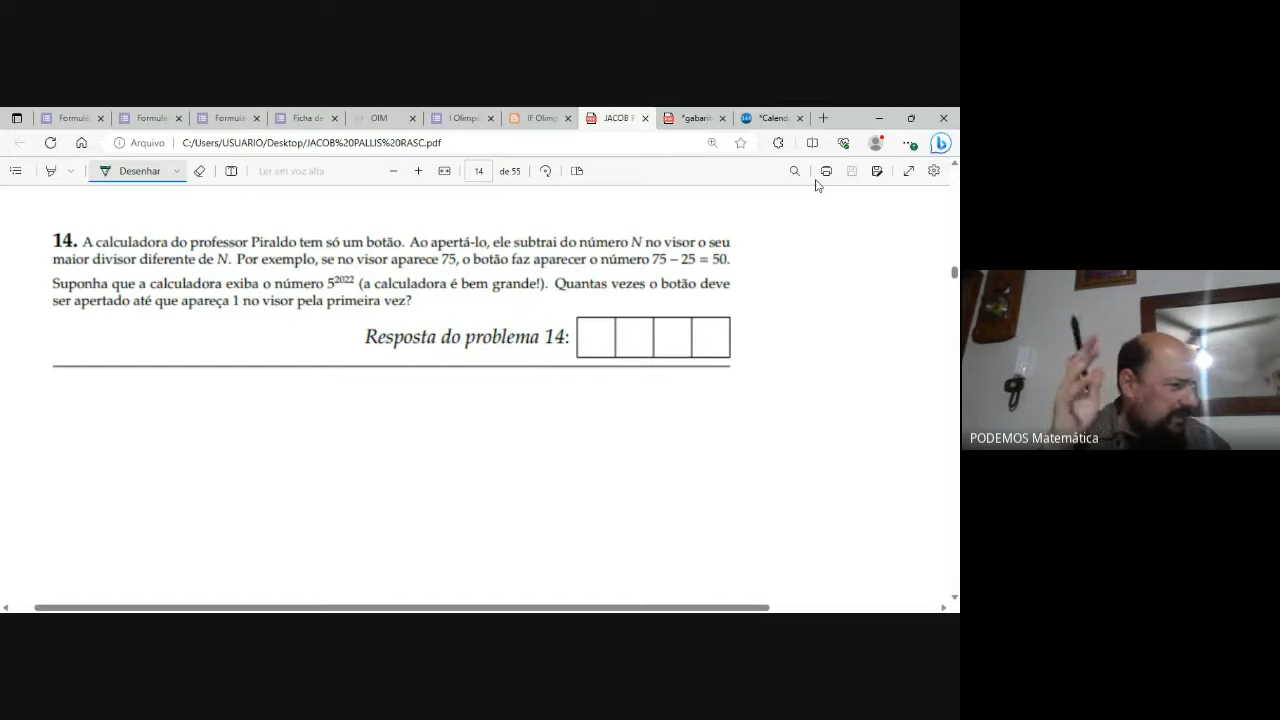 Formulá Formula Formulá Ficha de OIM I Olimpi IF Olimp JACOB F *gabarit *Calend
Arquivo C:/Users/USUARIO/Desktop/JACOB%20PALLIS%20RASC.pdf
Desenhar Ler em voz alta 14 de 55
14. A calculadora do professor Piraldo tem só um botão. Ao apertá-lo, ele subtrai do número N no visor o seu
maior divisor diferente de N. Por exemplo, se no visor aparece 75, o botão faz aparecer o número 75 − 25 = 50.
Suponha que a calculadora exiba o número 5²⁰²² (a calculadora é bem grande!). Quantas vezes o botão deve
ser apertado até que apareça 1 no visor pela primeira vez?
Resposta do problema 14:
PODEMOS Matemática